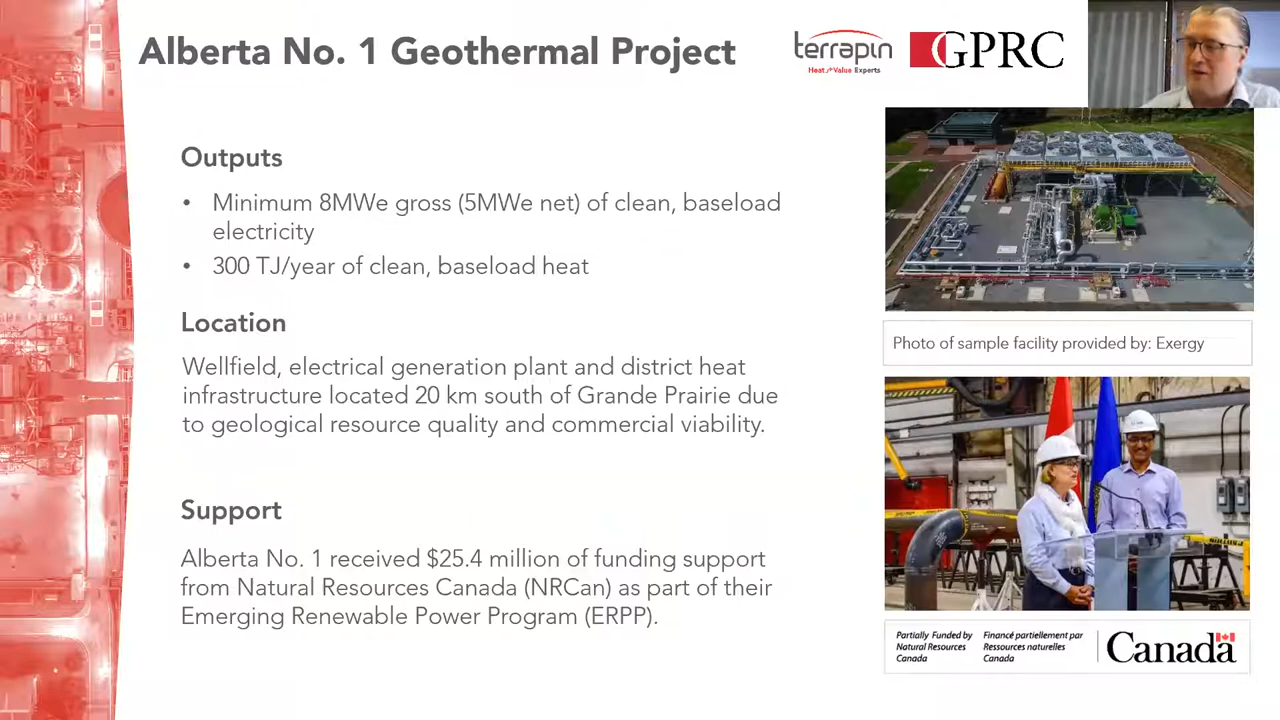 Alberta No. 1 Geothermal Project
terrapin
Heat to Value Experts
GPRC
Outputs
• Minimum 8MWe gross (5MWe net) of clean, baseload
electricity
• 300 TJ/year of clean, baseload heat
Location
Wellfield, electrical generation plant and district heat
infrastructure located 20 km south of Grande Prairie due
to geological resource quality and commercial viability.
Support
Alberta No. 1 received $25.4 million of funding support
from Natural Resources Canada (NRCan) as part of their
Emerging Renewable Power Program (ERPP).
Photo of sample facility provided by: Exergy
Partially Funded by
Natural Resources
Canada
Financé partiellement par
Ressources naturelles
Canada
Canada